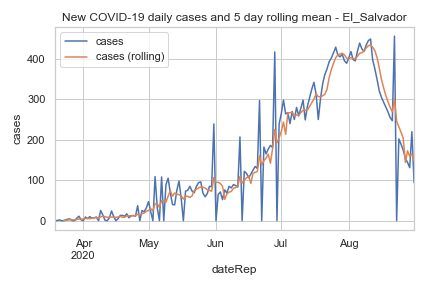 New COVID-19 daily cases and 5 day rolling mean - El_Salvador
cases
cases (rolling)
400
300
200
100
0
cases
Apr
2020
May
Jun
Jul
Aug
dateRep